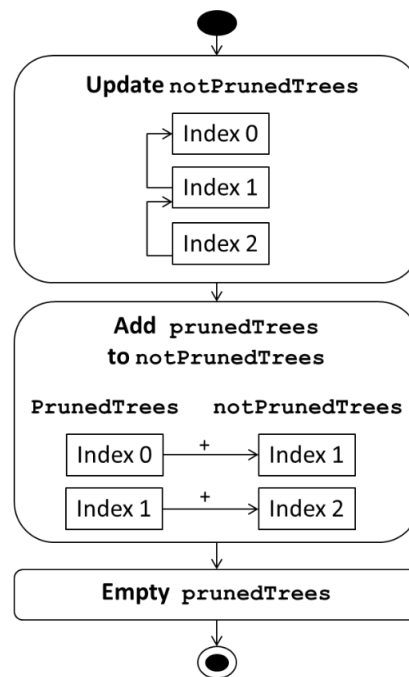 Update notPrunedTrees
Index 0
Index 1
Index 2
Add prunedTrees
to notPrunedTrees
PrunedTrees notPrunedTrees
Index 0 + Index 1
Index 1 + Index 2
Empty prunedTrees